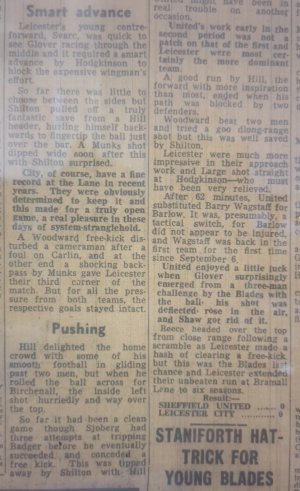 Smart advance
Leicester's young centre-
forward, Svarc, was quick to
see Glover racing through the
middle and it required a smart
advance by Hodgkinson to
block the expensive wingman's
effort.
So far there was little to
choose between the sides but
Shilton pulled off a truly
fantastic save from a Hill
header, hurling himself back-
wards to fingertip the ball just
over the bar. A Munks shot
dipped wide soon after this
with Shilton surprised.
City, of course, have a fine
record at the Lane in recent
years. They were obviously
determined to keep it and
this made for a truly open
game, a real pleasure in these
days of system-stranglehold.
A Woodward free-kick dis-
turbed a cameraman after a
foul on Carlin, and at the
other end a shocking back-
pass by Munks gave Leicester
their third corner of the
match. But for all the pres-
sure from both teams, the
respective goals stayed intact.
Pushing
Hill delighted the home
crowd with some of his
smooth football in gliding
past two men, but when he
rolled the ball across for
Birchenall, the inside left
shot hurriedly and way over
the top.
So far it had been a clean
game though Sjoberg had
three attempts at tripping
Badger before he eventually
succeeded and conceded a
free kick. This was tipped
away by Shilton with Hill
might have been in
real trouble on another
occasion.
United's work early in the
second period was not a
patch on that of the first and
Leicester were most cer-
tainly the more dominant
team.
A good run by Hill, the
forward with more inspiration
than most, ended when his
path was blocked by two
defenders.
Woodward beat two men
and tried a go along-range
shot but this was well saved
by Shilton.
Leicester were much more
impressive in their approach
work and Large shot straight
at Hodgkinson—who must
have been very relieved.
After 62 minutes, United
substituted Barry Wagstaff for
Barlow. It was, presumably, a
tactical switch, for Barlow
did not appear to be injured,
and Wagstaff was back in the
first team for the first time
since September 6.
United enjoyed a little luck
when Glover surprisingly
emerged from a three-man
challenge by the Blades with
the ball: his shot was
deflected rose in the air,
and Shaw got rid of it.
Reece headed over the top
from close range following a
scramble as Leicester made a
hash of clearing a free-kick
but this was the Blades last
chance and Leicester extended
their unbeaten run at Bramall
Lane to six seasons.
Result:—
SHEFFIELD UNITED ...... 0
LEICESTER CITY ......... 0
STANIFORTH HAT-
TRICK FOR
YOUNG BLADES